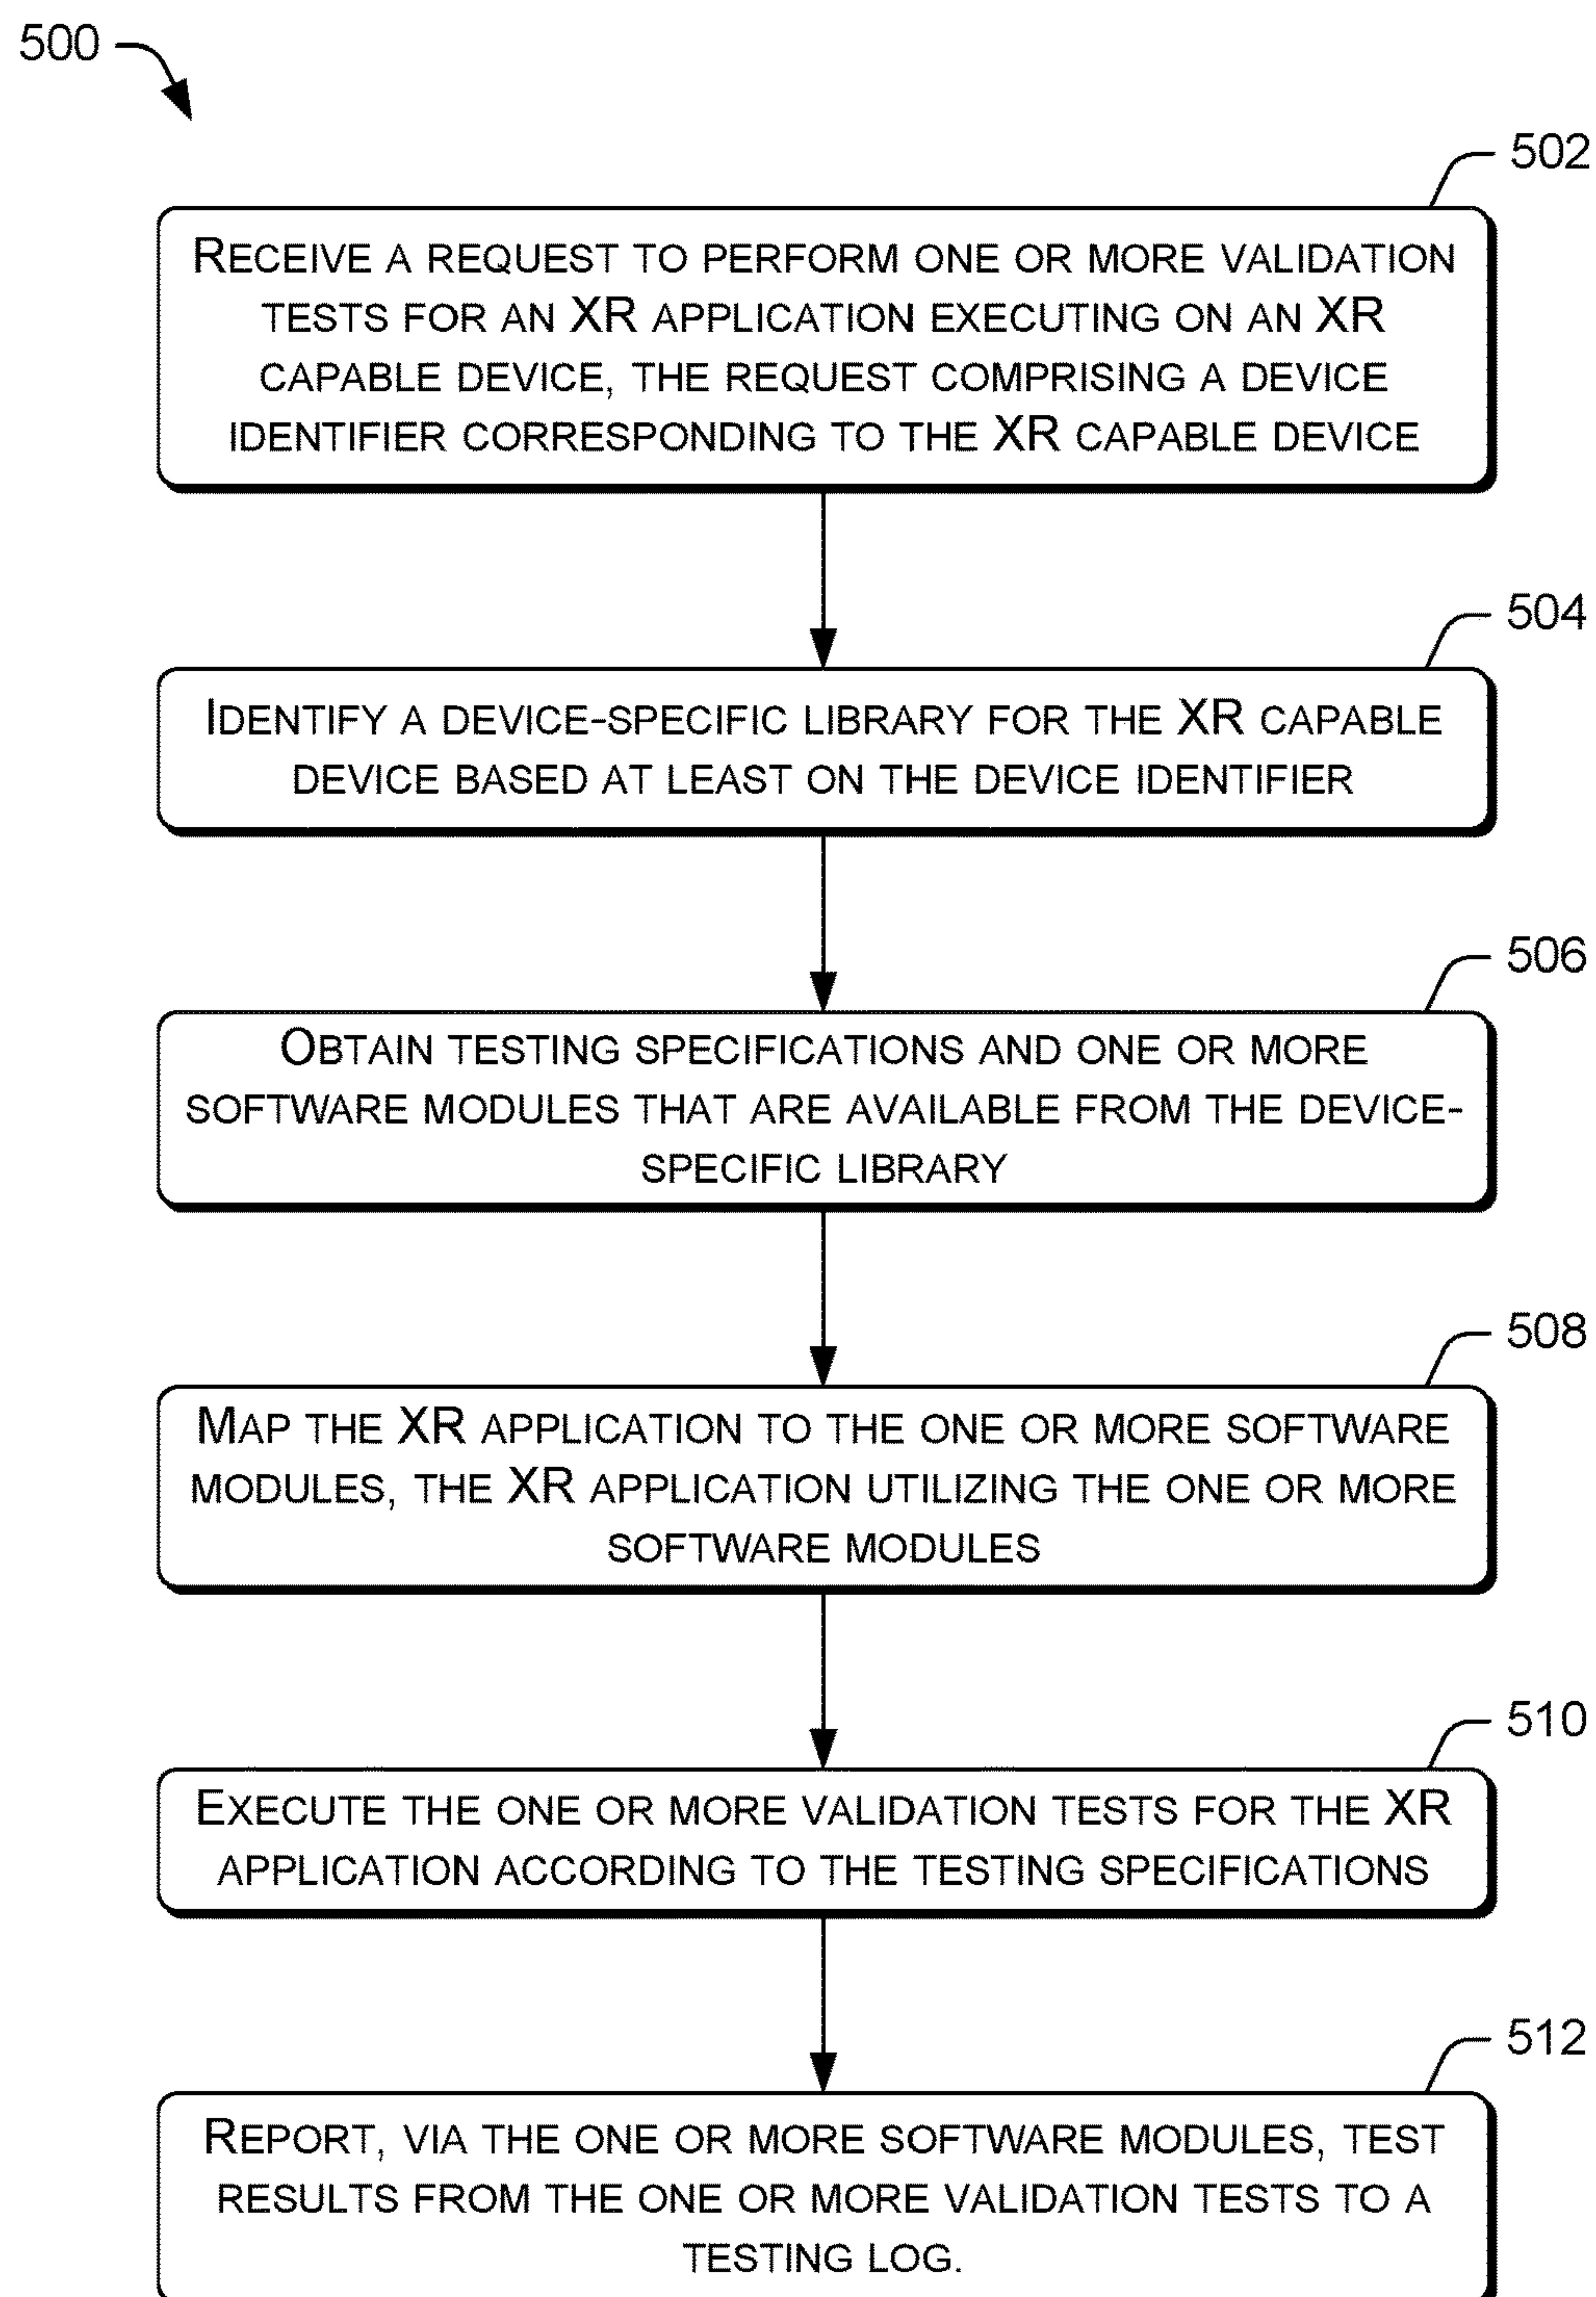 500
502
RECEIVE A REQUEST TO PERFORM ONE OR MORE VALIDATION
TESTS FOR AN XR APPLICATION EXECUTING ON AN XR
CAPABLE DEVICE, THE REQUEST COMPRISING A DEVICE
IDENTIFIER CORRESPONDING TO THE XR CAPABLE DEVICE
504
IDENTIFY A DEVICE-SPECIFIC LIBRARY FOR THE XR CAPABLE
DEVICE BASED AT LEAST ON THE DEVICE IDENTIFIER
506
OBTAIN TESTING SPECIFICATIONS AND ONE OR MORE
SOFTWARE MODULES THAT ARE AVAILABLE FROM THE DEVICE-
SPECIFIC LIBRARY
508
MAP THE XR APPLICATION TO THE ONE OR MORE SOFTWARE
MODULES, THE XR APPLICATION UTILIZING THE ONE OR MORE
SOFTWARE MODULES
510
EXECUTE THE ONE OR MORE VALIDATION TESTS FOR THE XR
APPLICATION ACCORDING TO THE TESTING SPECIFICATIONS
512
REPORT, VIA THE ONE OR MORE SOFTWARE MODULES, TEST
RESULTS FROM THE ONE OR MORE VALIDATION TESTS TO A
TESTING LOG.